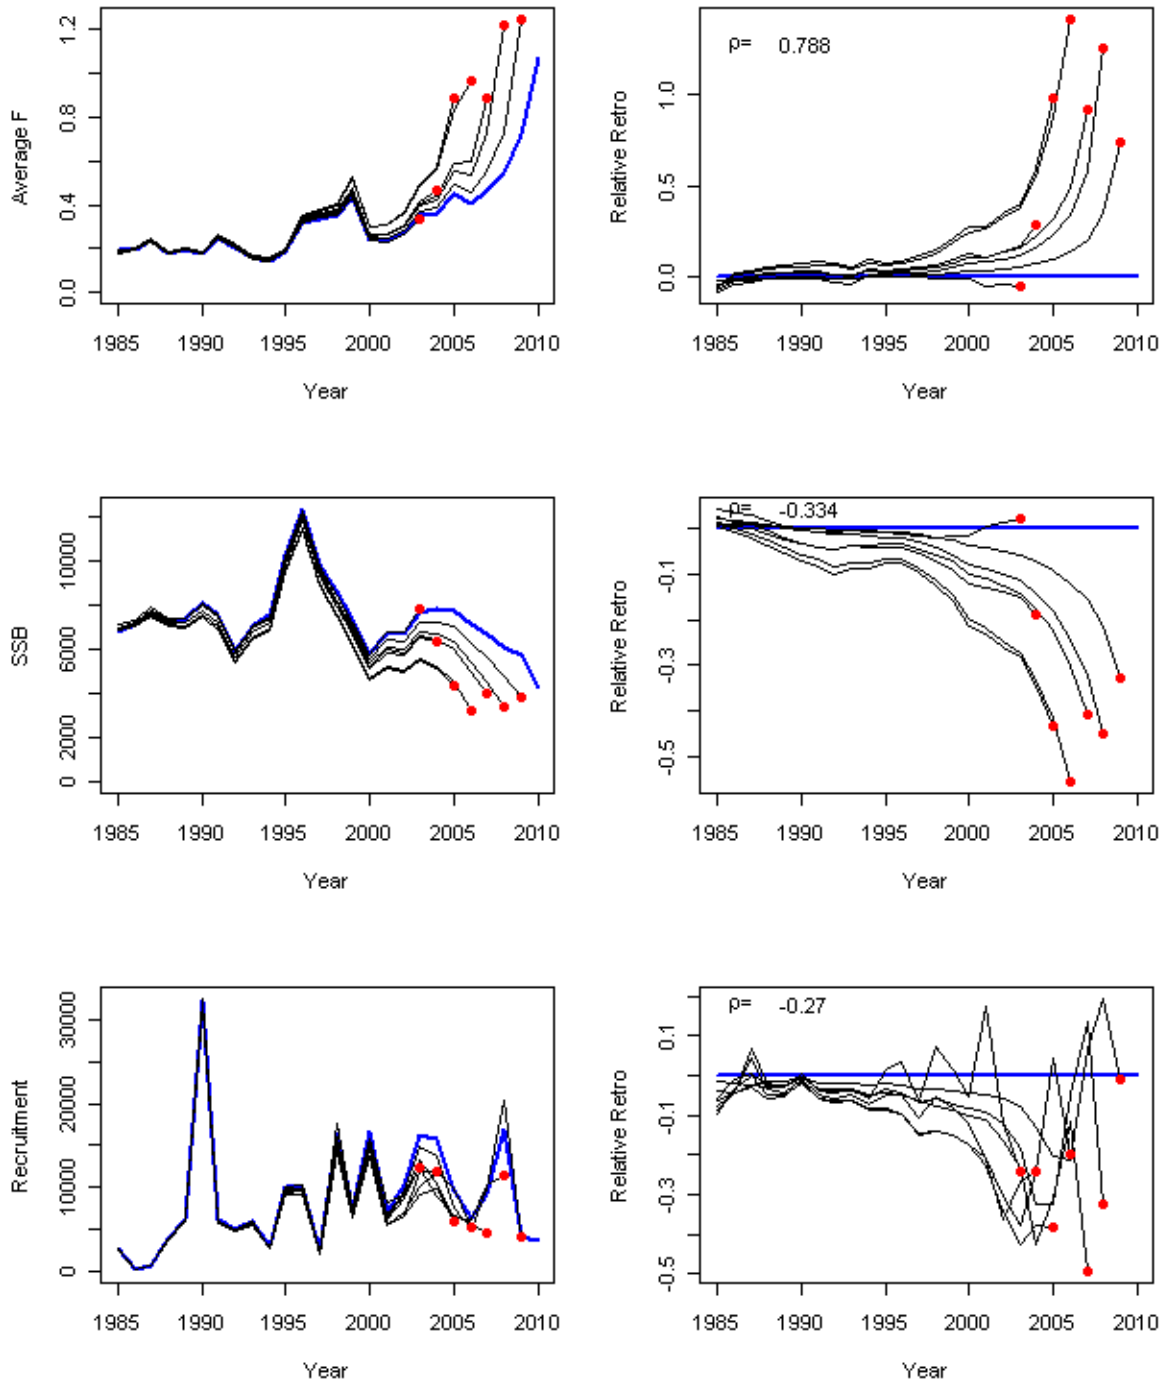 Average F
0.0 0.4 0.8 1.2
1985 1990 1995 2000 2005 2010
Year
ρ= 0.788
Relative Retro
0.0 0.5 1.0
1985 1990 1995 2000 2005 2010
Year
SSB
0 2000 6000 10000
1985 1990 1995 2000 2005 2010
Year
ρ= -0.334
Relative Retro
-0.5 -0.3 -0.1
1985 1990 1995 2000 2005 2010
Year
Recruitment
0 10000 20000 30000
1985 1990 1995 2000 2005 2010
Year
ρ= -0.27
Relative Retro
-0.5 -0.3 -0.1 0.1
1985 1990 1995 2000 2005 2010
Year